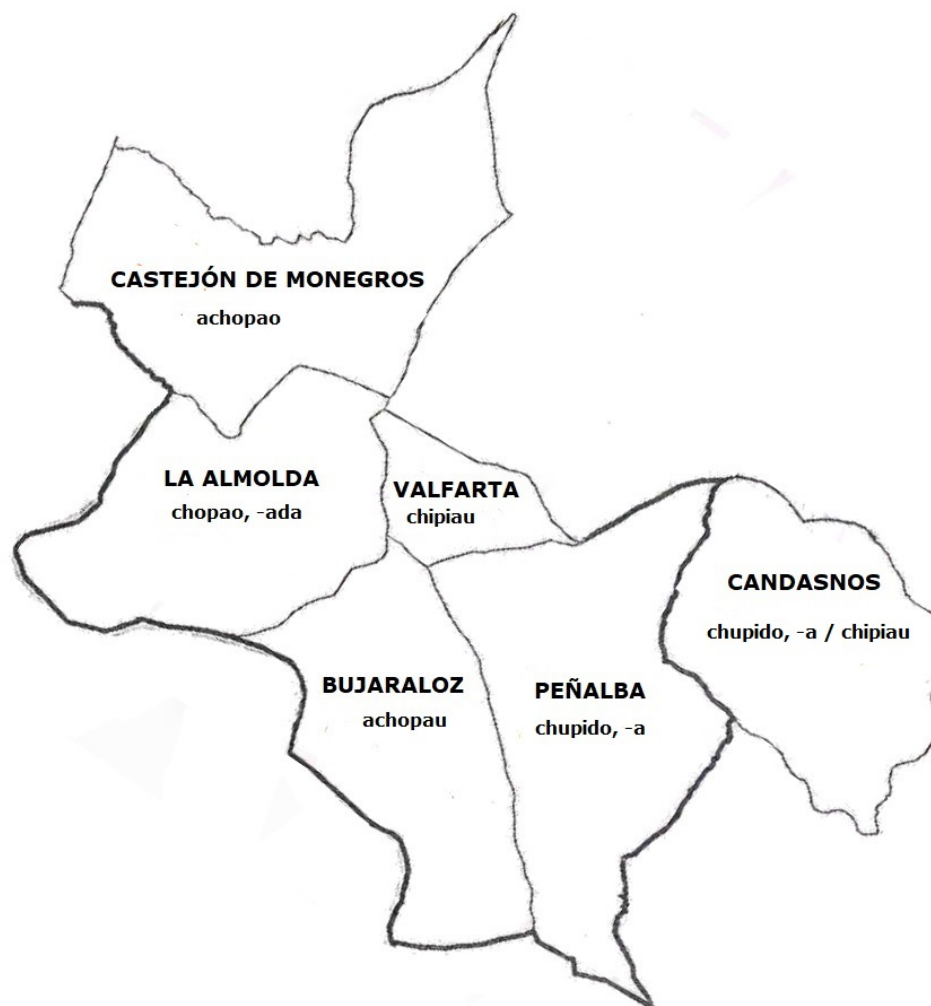 CASTEJÓN DE MONEGROS
achopao
LA ALMOLDA
chopao, -ada
VALFARTA
chipiau
CANDASNOS
chupido, -a / chipiau
BUJARALOZ
achopau
PEÑALBA
chupido, -a